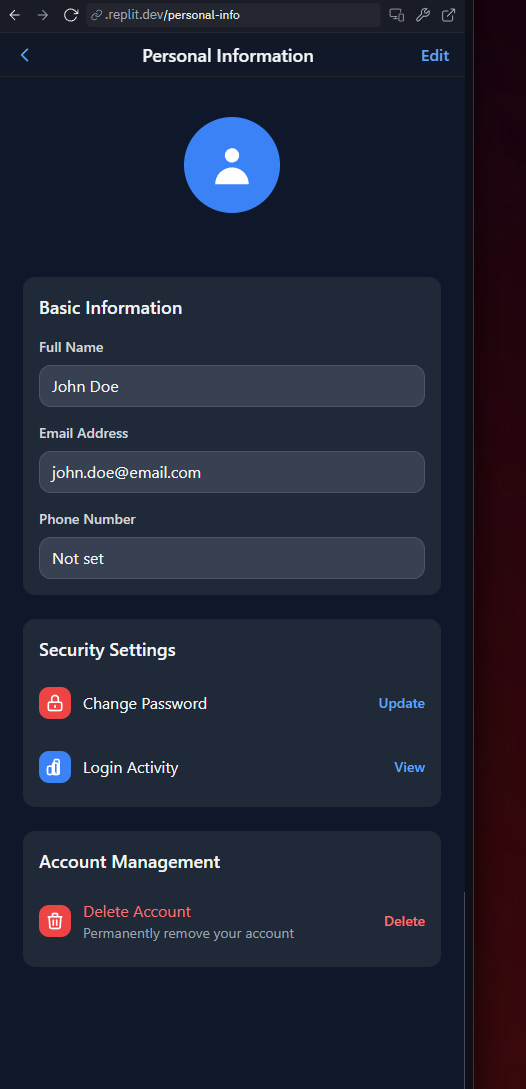 .replit.dev/personal-info
Personal Information
Edit
Basic Information
Full Name
John Doe
Email Address
john.doe@email.com
Phone Number
Not set
Security Settings
Change Password
Update
Login Activity
View
Account Management
Delete Account
Permanently remove your account
Delete